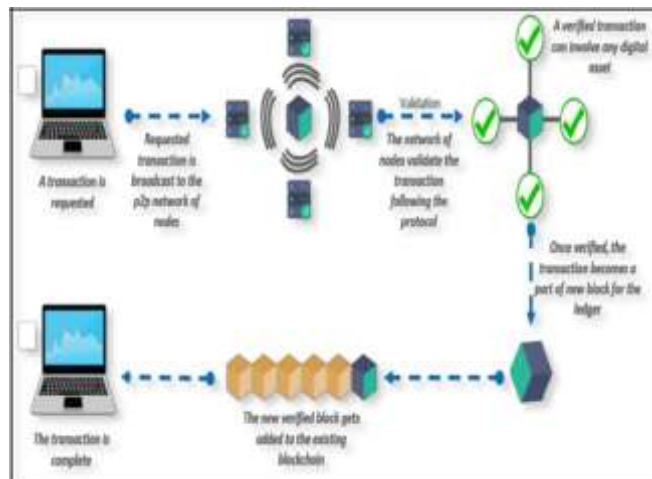 A transaction is
requested
Requested
transaction is
broadcast to the
p2p network of
nodes
Validation
The network of
nodes validate the
transaction
following the
protocol
A verified transaction
can involve any digital
asset
Once verified, the
transaction becomes a
part of new block for the
ledger
The new verified block gets
added to the existing
blockchain
The transaction is
complete